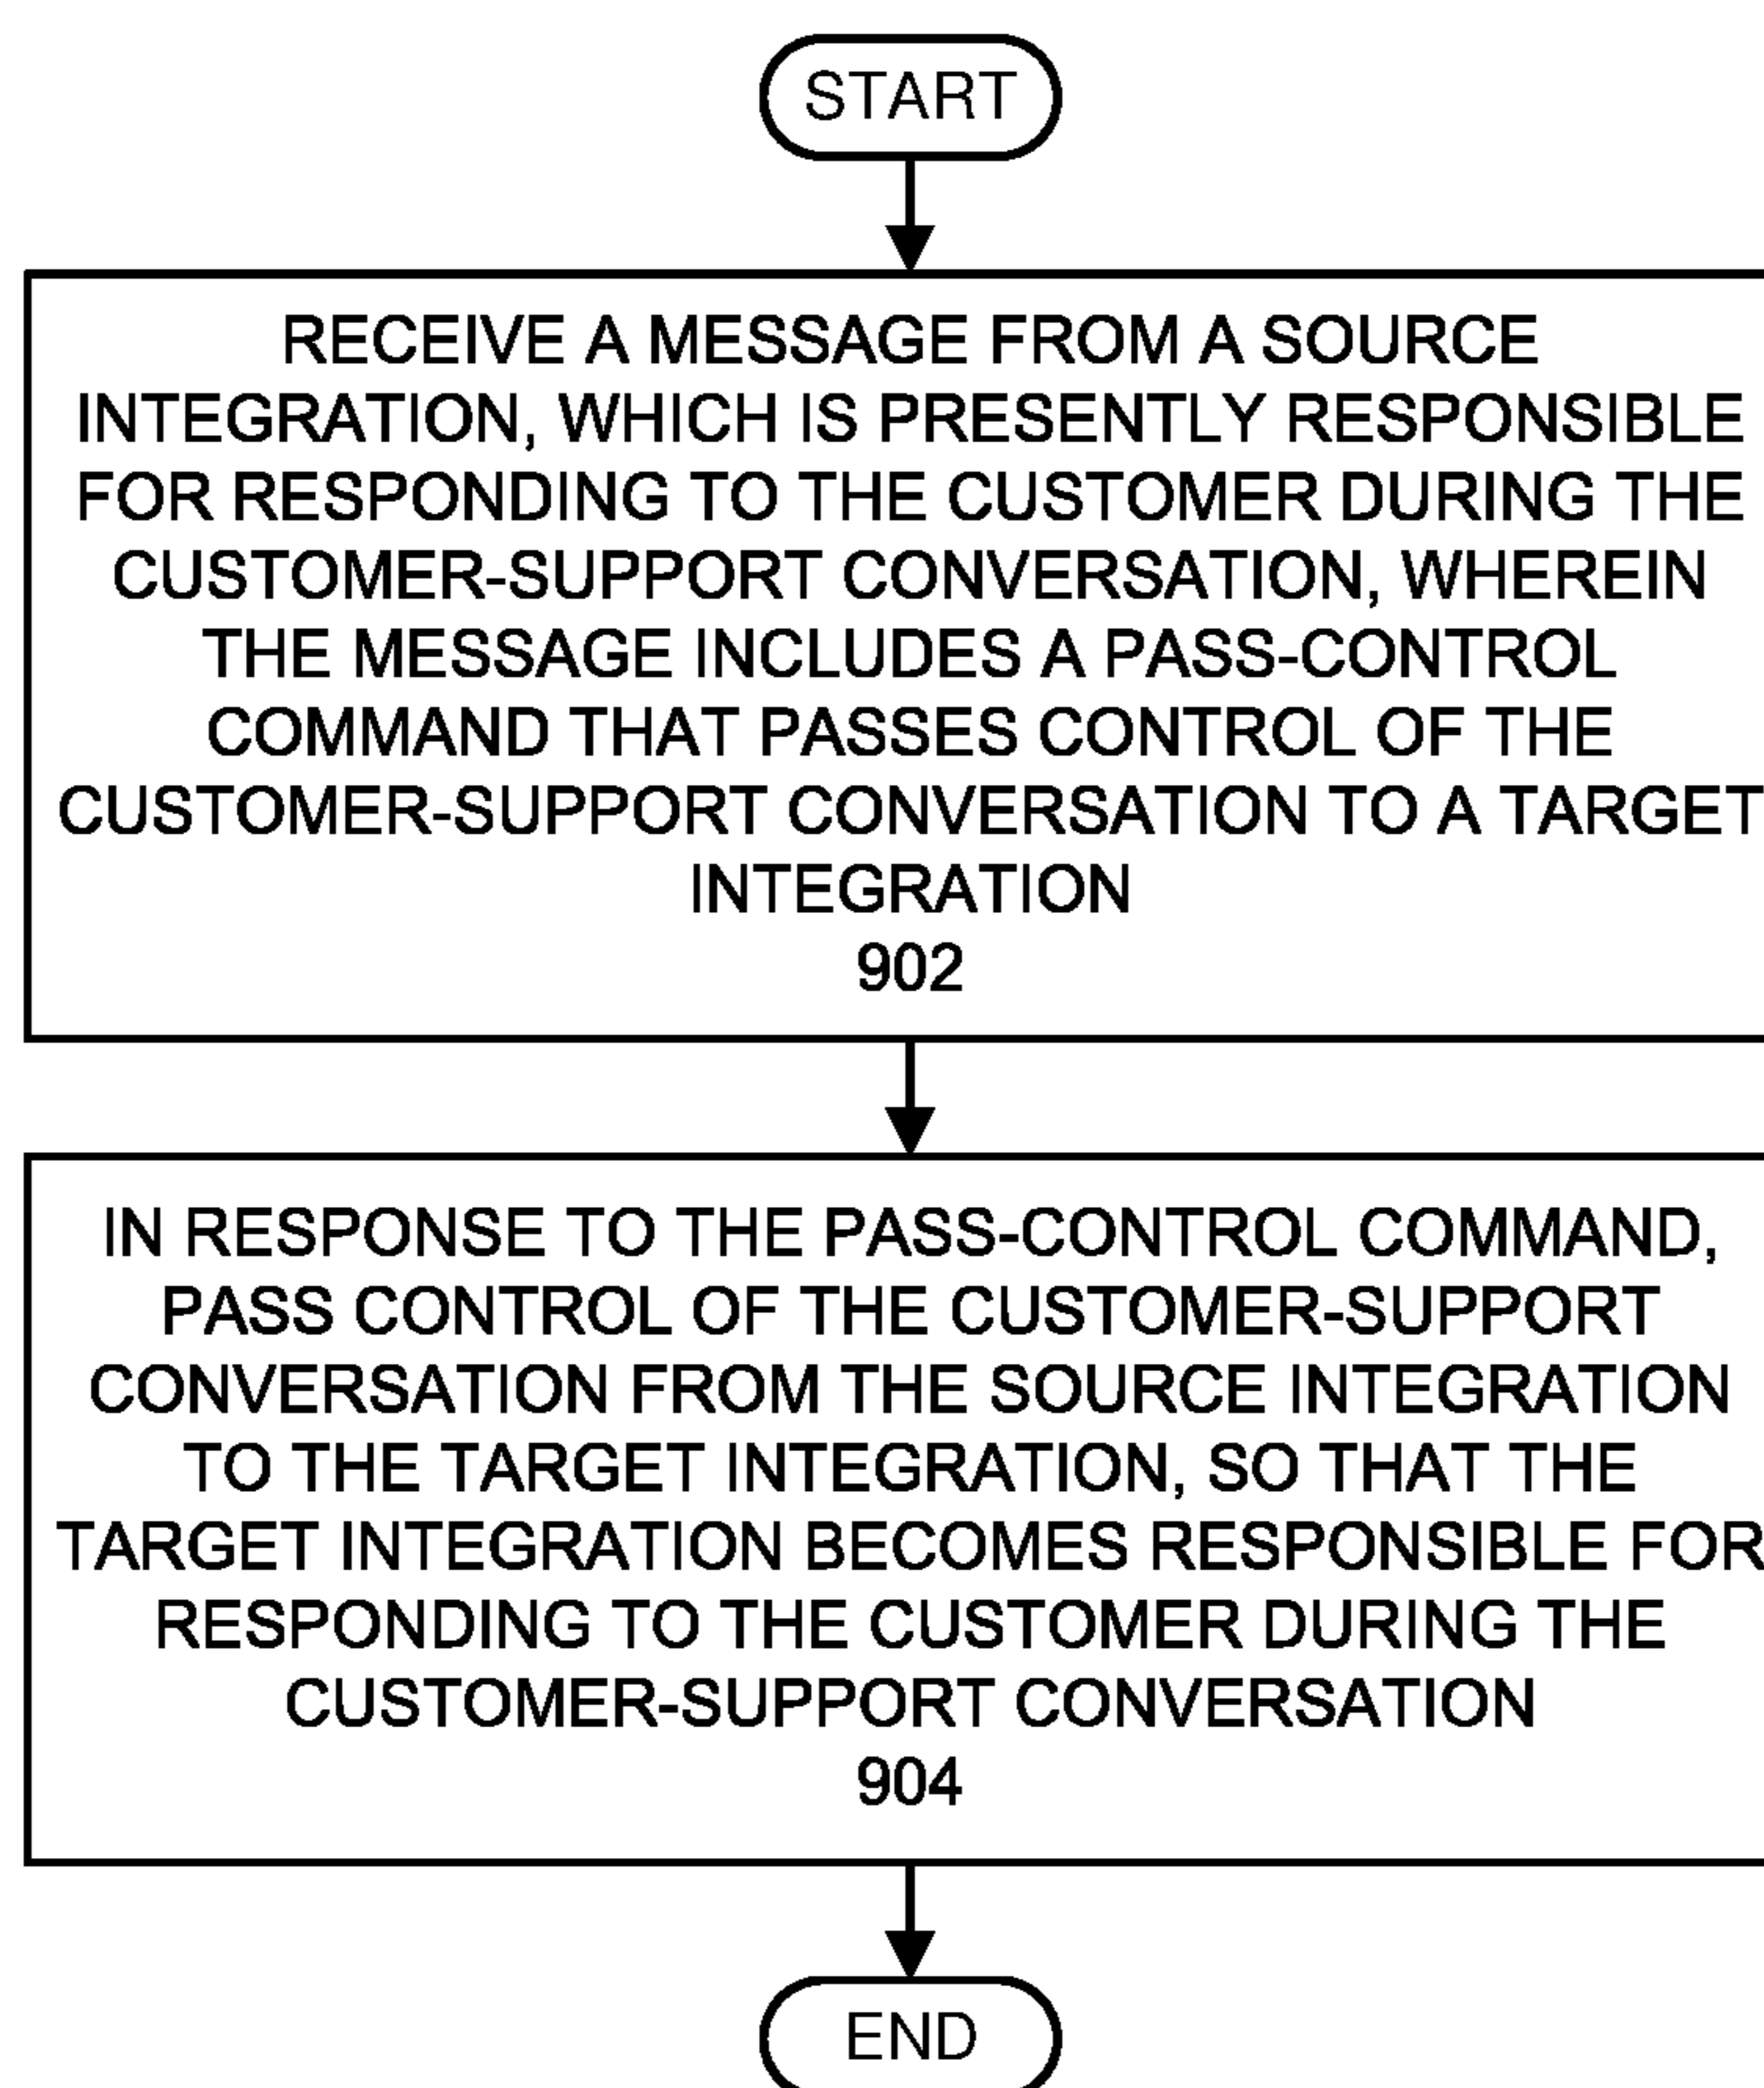 START
RECEIVE A MESSAGE FROM A SOURCE
INTEGRATION, WHICH IS PRESENTLY RESPONSIBLE
FOR RESPONDING TO THE CUSTOMER DURING THE
CUSTOMER-SUPPORT CONVERSATION, WHEREIN
THE MESSAGE INCLUDES A PASS-CONTROL
COMMAND THAT PASSES CONTROL OF THE
CUSTOMER-SUPPORT CONVERSATION TO A TARGET
INTEGRATION
902
IN RESPONSE TO THE PASS-CONTROL COMMAND,
PASS CONTROL OF THE CUSTOMER-SUPPORT
CONVERSATION FROM THE SOURCE INTEGRATION
TO THE TARGET INTEGRATION, SO THAT THE
TARGET INTEGRATION BECOMES RESPONSIBLE FOR
RESPONDING TO THE CUSTOMER DURING THE
CUSTOMER-SUPPORT CONVERSATION
904
END